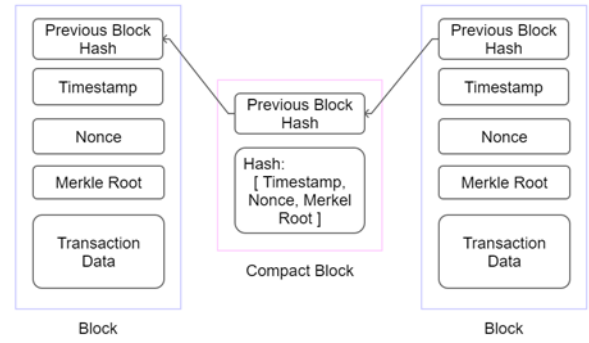 Previous Block
Hash
Timestamp
Nonce
Merkle Root
Transaction
Data
Block
Previous Block
Hash
Hash:
[ Timestamp,
Nonce, Merkel
Root ]
Compact Block
Previous Block
Hash
Timestamp
Nonce
Merkle Root
Transaction
Data
Block